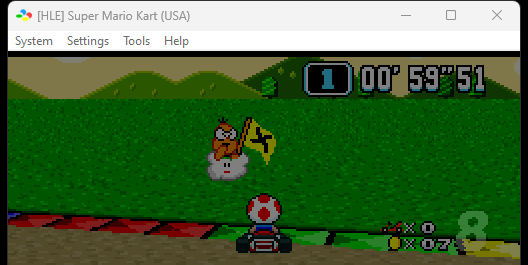 [HLE] Super Mario Kart (USA)
System Settings Tools Help
1 00' 59"51
x 0
x 07
8